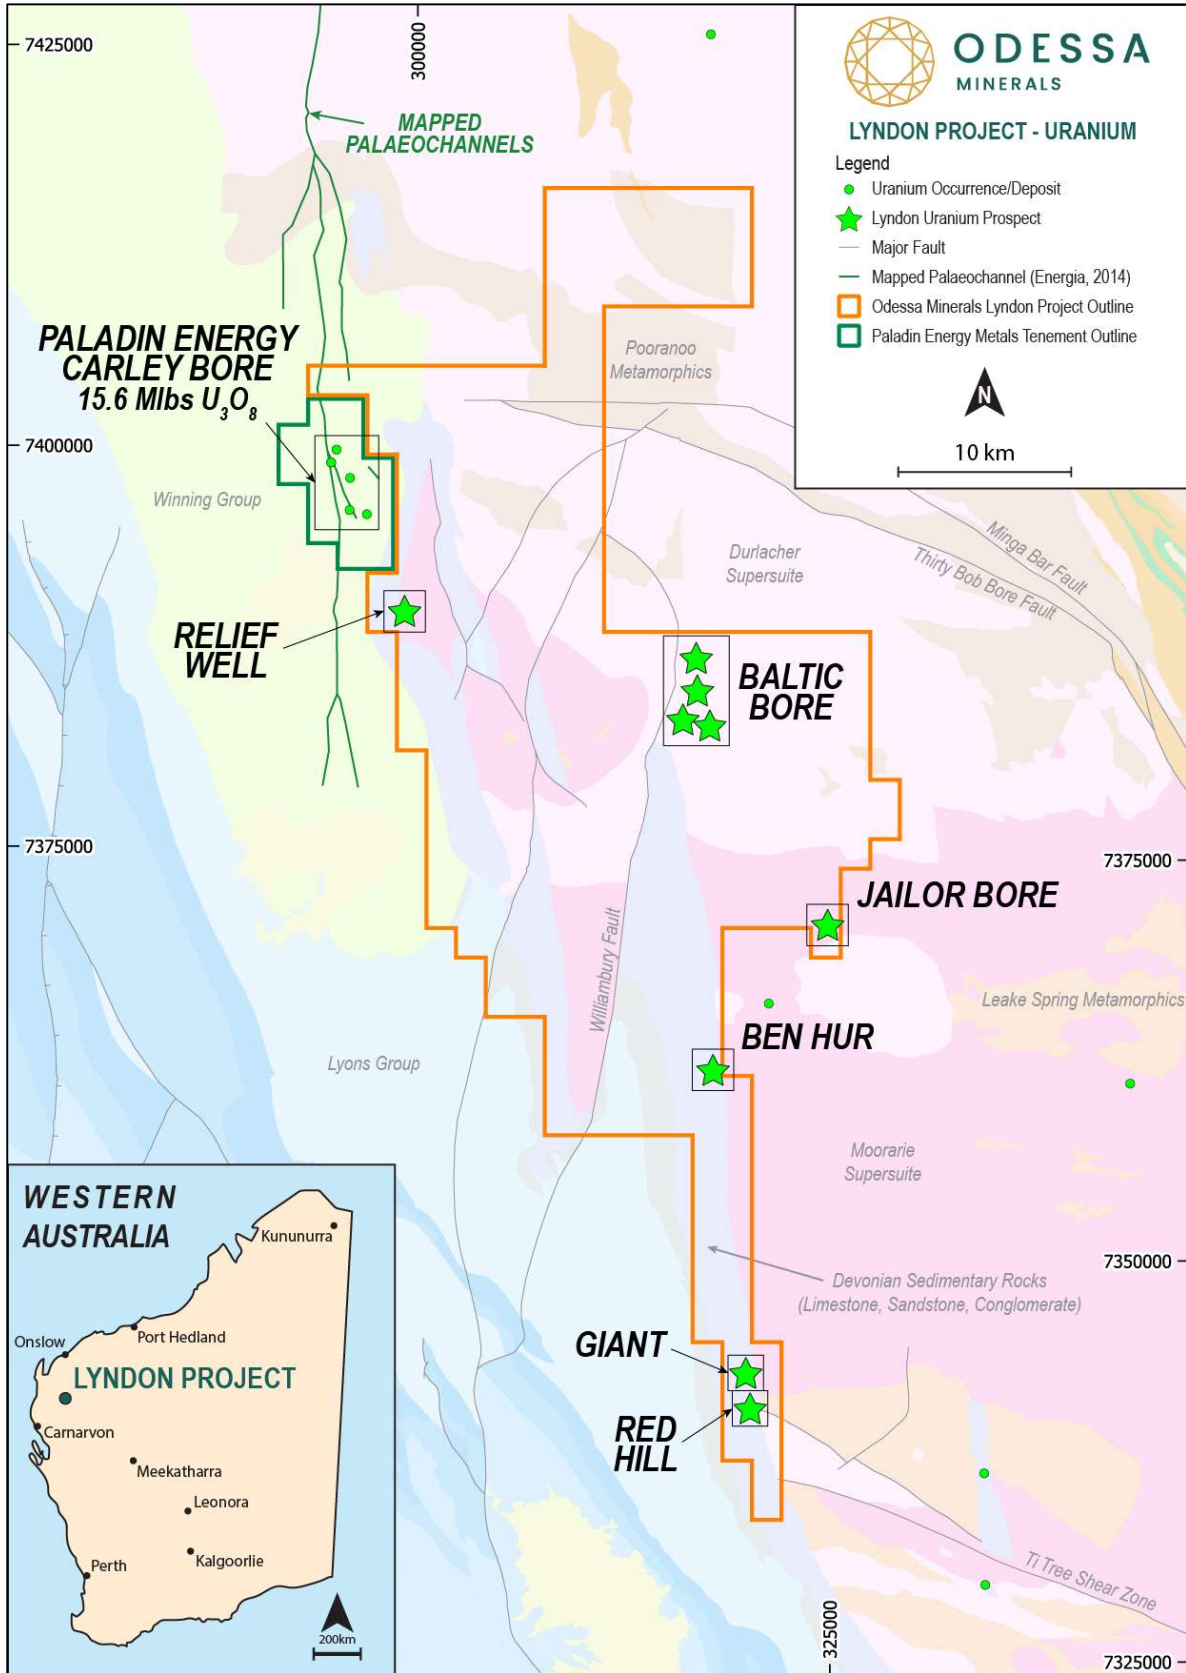 7425000
300000
MAPPED
PALAEOCHANNELS
ODESSA
MINERALS
LYNDON PROJECT - URANIUM
Legend
Uranium Occurrence/Deposit
Lyndon Uranium Prospect
Major Fault
Mapped Palaeochannel (Energia, 2014)
Odessa Minerals Lyndon Project Outline
Paladin Energy Metals Tenement Outline
N
10 km
PALADIN ENERGY
CARLEY BORE
15.6 Mlbs U₃O₈
Pooranoo
Metamorphics
7400000
Winning Group
Durlacher
Supersuite
Minga Bar Fault
Thirty Bob Bore Fault
RELIEF
WELL
BALTIC
BORE
7375000
7375000
JAILOR BORE
Williambury Fault
Leake Spring Metamorphics
BEN HUR
Lyons Group
Moorarie
Supersuite
7350000
Devonian Sedimentary Rocks
(Limestone, Sandstone, Conglomerate)
GIANT
RED
HILL
Ti Tree Shear Zone
325000
7325000
WESTERN
AUSTRALIA
Kununurra
Port Hedland
Onslow
LYNDON PROJECT
Carnarvon
Meekatharra
Leonora
Kalgoorlie
Perth
200km